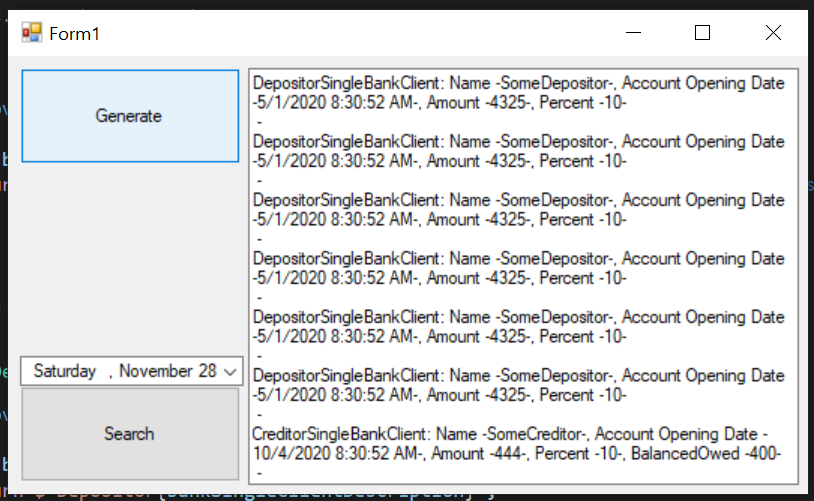 Form1
Generate
Saturday , November 28
Search
DepositorSingleBankClient: Name -SomeDepositor-, Account Opening Date
-5/1/2020 8:30:52 AM-, Amount -4325-, Percent -10-
-
DepositorSingleBankClient: Name -SomeDepositor-, Account Opening Date
-5/1/2020 8:30:52 AM-, Amount -4325-, Percent -10-
-
DepositorSingleBankClient: Name -SomeDepositor-, Account Opening Date
-5/1/2020 8:30:52 AM-, Amount -4325-, Percent -10-
-
DepositorSingleBankClient: Name -SomeDepositor-, Account Opening Date
-5/1/2020 8:30:52 AM-, Amount -4325-, Percent -10-
-
DepositorSingleBankClient: Name -SomeDepositor-, Account Opening Date
-5/1/2020 8:30:52 AM-, Amount -4325-, Percent -10-
-
DepositorSingleBankClient: Name -SomeDepositor-, Account Opening Date
-5/1/2020 8:30:52 AM-, Amount -4325-, Percent -10-
-
CreditorSingleBankClient: Name -SomeCreditor-, Account Opening Date -
10/4/2020 8:30:52 AM-, Amount -444-, Percent -10-, BalancedOwed -400-
-